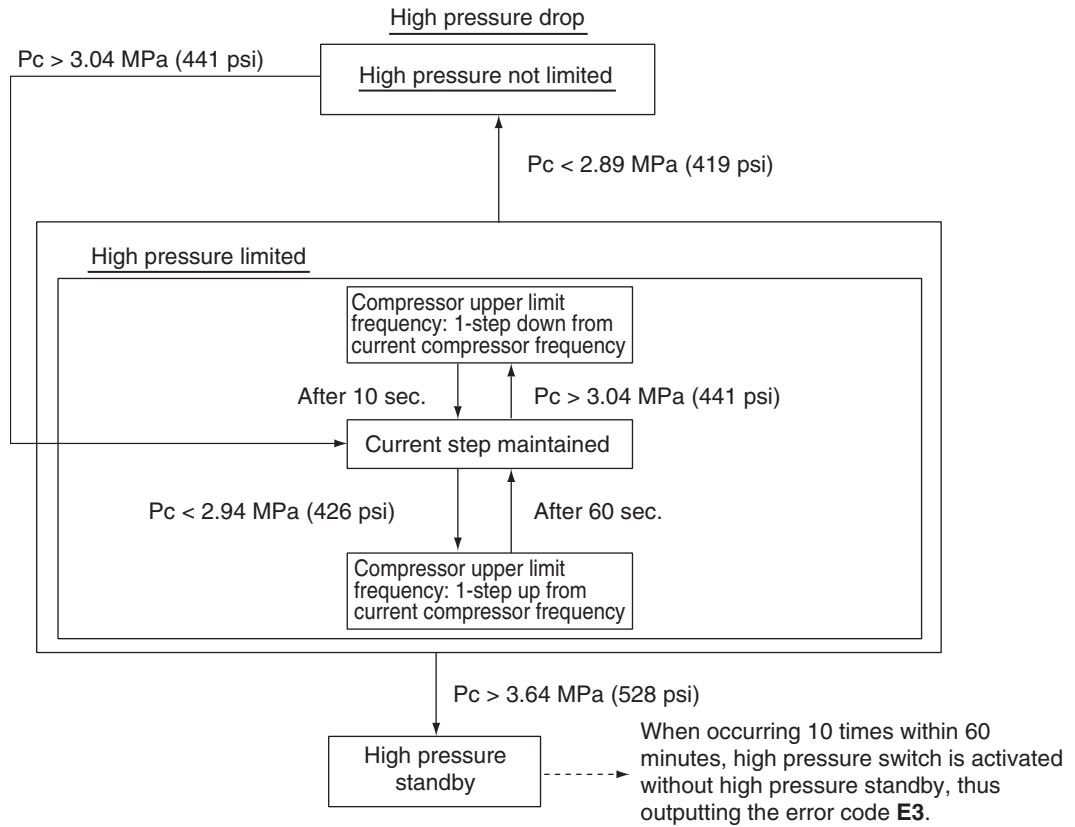 High pressure drop
Pc > 3.04 MPa (441 psi)
High pressure not limited
Pc < 2.89 MPa (419 psi)
High pressure limited
Compressor upper limit
frequency: 1-step down from
current compressor frequency
After 10 sec.
Pc > 3.04 MPa (441 psi)
Current step maintained
Pc < 2.94 MPa (426 psi)
After 60 sec.
Compressor upper limit
frequency: 1-step up from
current compressor frequency
Pc > 3.64 MPa (528 psi)
High pressure
standby
When occurring 10 times within 60
minutes, high pressure switch is activated
without high pressure standby, thus
outputting the error code E3.